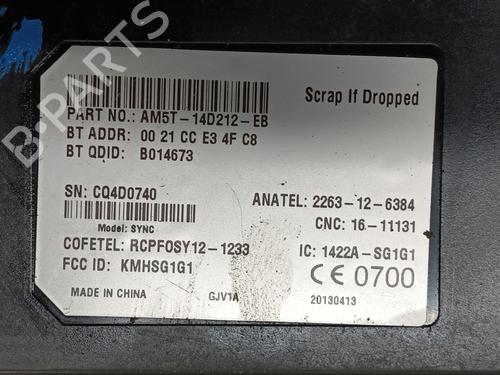 Scrap If Dropped
PART NO.: AM5T-14D212-EB
BT ADDR: 00 21 CC E3 4F C8
BT QDID: B014673
SN: CQ4D0740
ANATEL: 2263-12-6384
Model: SYNC
CNC: 16-11131
COFETEL: RCPFOSY12-1233
IC: 1422A-SG1G1
FCC ID: KMHSG1G1
CE 0700
MADE IN CHINA
GJV1A
20130413
B-PARTS